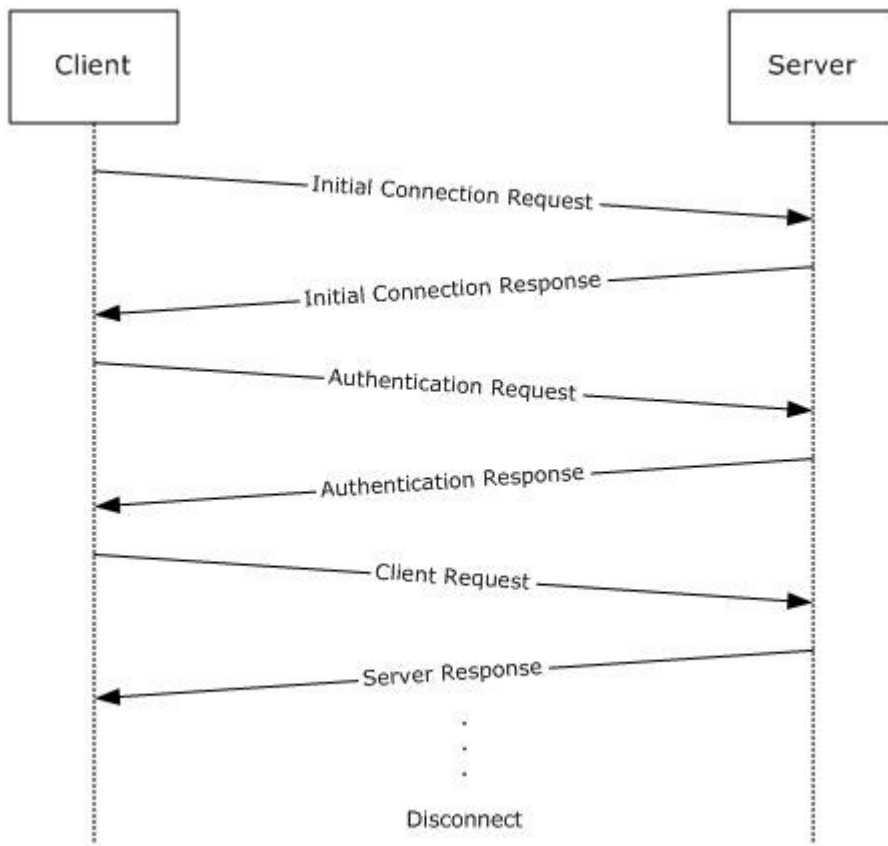 Client
Server
Initial Connection Request
Initial Connection Response
Authentication Request
Authentication Response
Client Request
Server Response
.
.
.
Disconnect